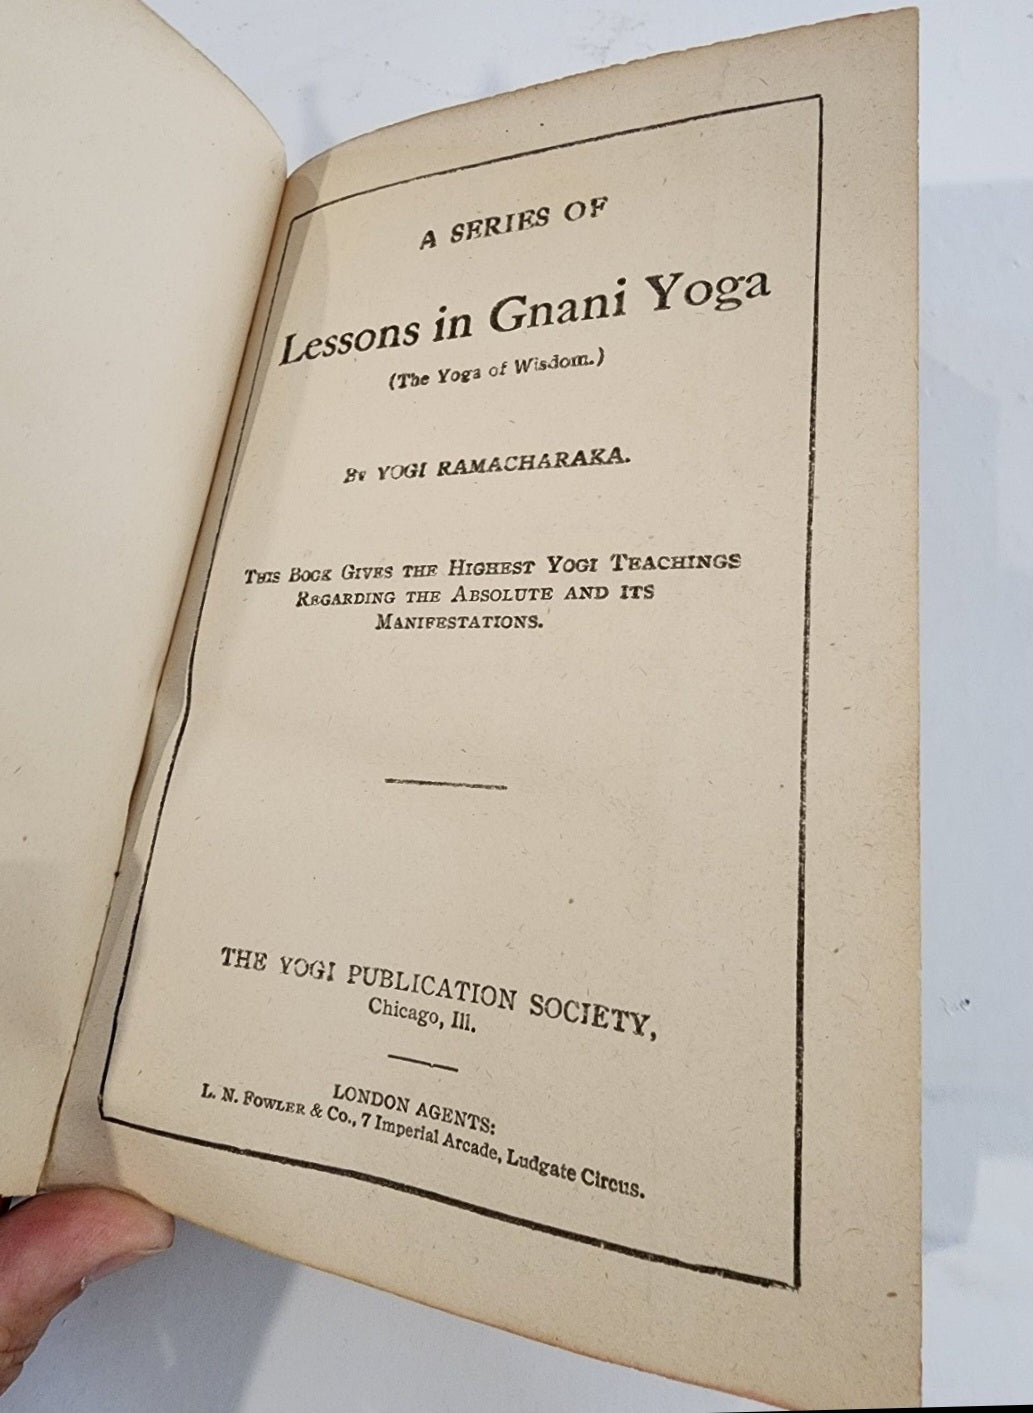 A SERIES OF
Lessons in Gnani Yoga
(The Yoga of Wisdom.)
BY YOGI RAMACHARAKA.
THIS BOOK GIVES THE HIGHEST YOGI TEACHINGS
REGARDING THE ABSOLUTE AND ITS
MANIFESTATIONS.
THE YOGI PUBLICATION SOCIETY,
Chicago, Ill.
LONDON AGENTS:
L. N. FOWLER & Co., 7 Imperial Arcade, Ludgate Circus.